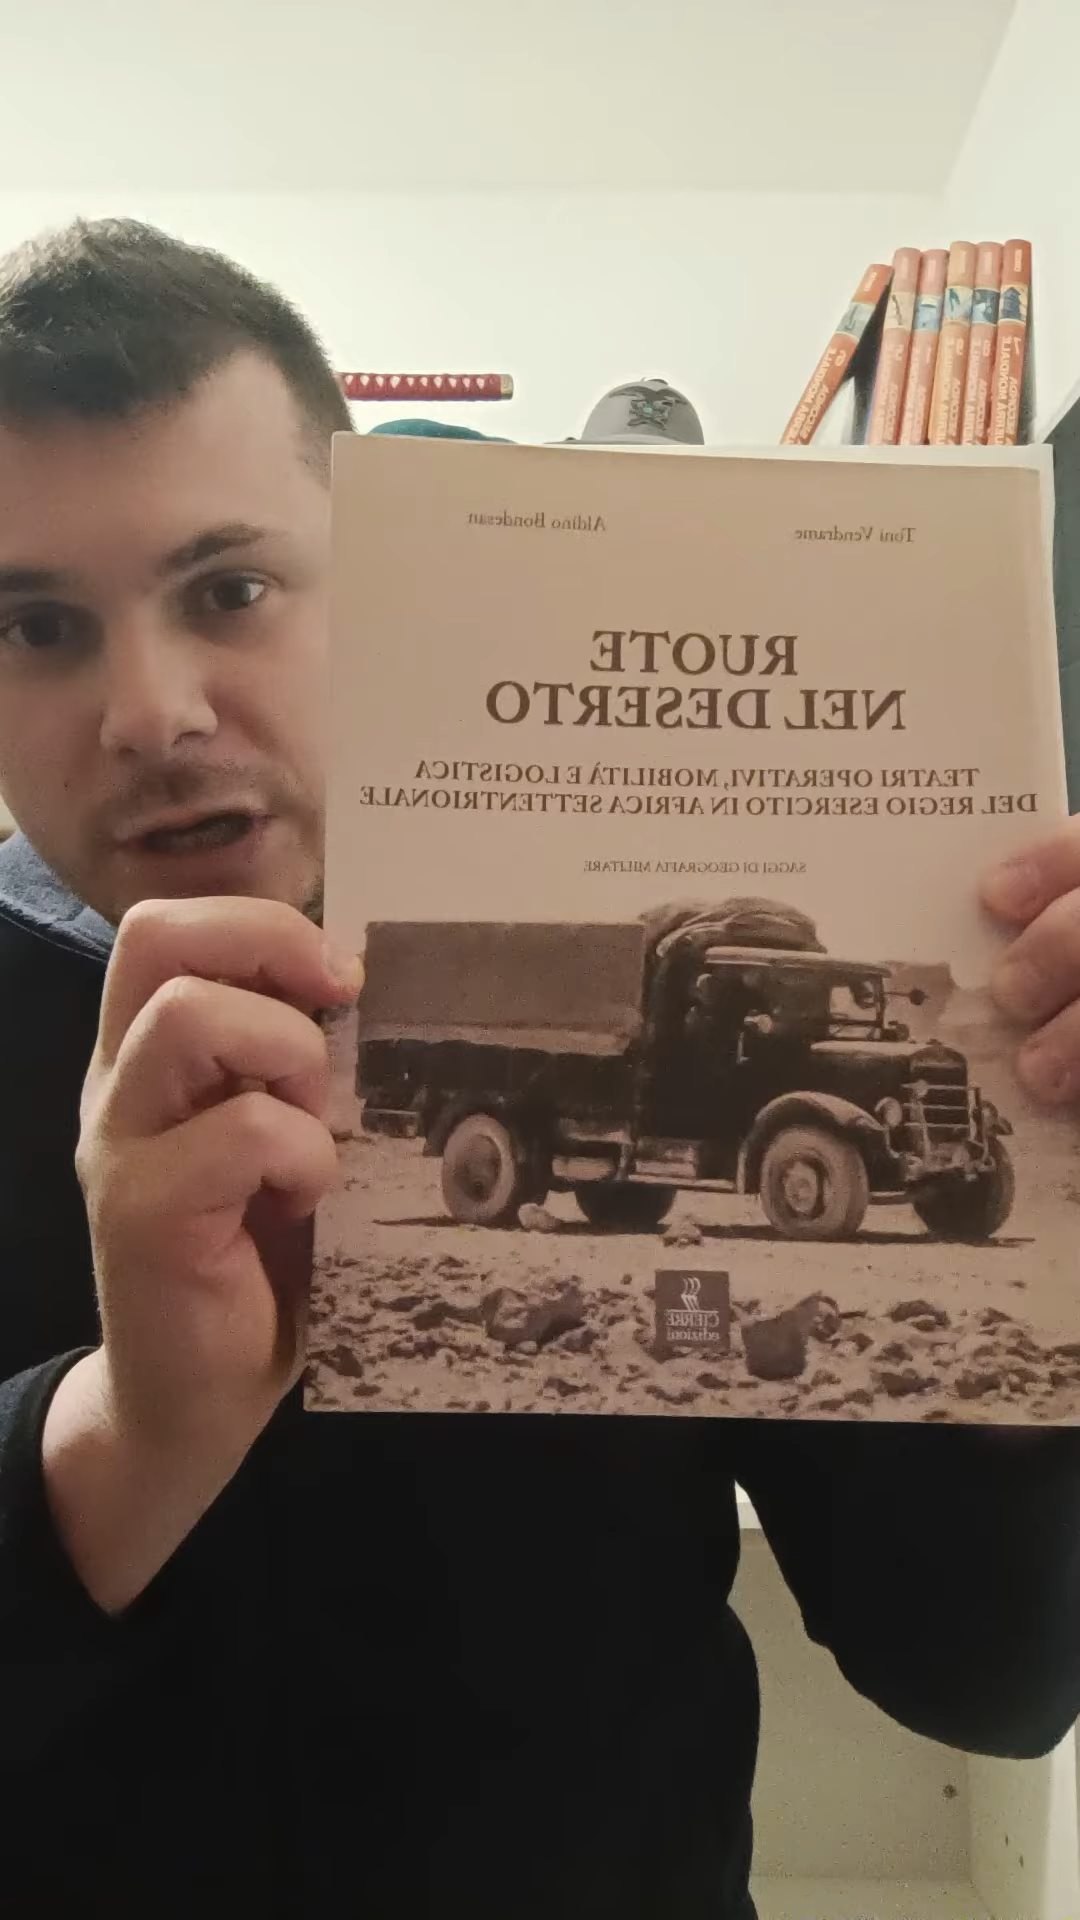 Toni Vendrame
Aldino Bondesan
RUOTE
NEL DESERTO
TEATRI OPERATIVI, MOBILITÀ E LOGISTICA
DEL REGIO ESERCITO IN AFRICA SETTENTRIONALE
SAGGI DI GEOGRAFIA MILITARE
CIERRE
edizioni